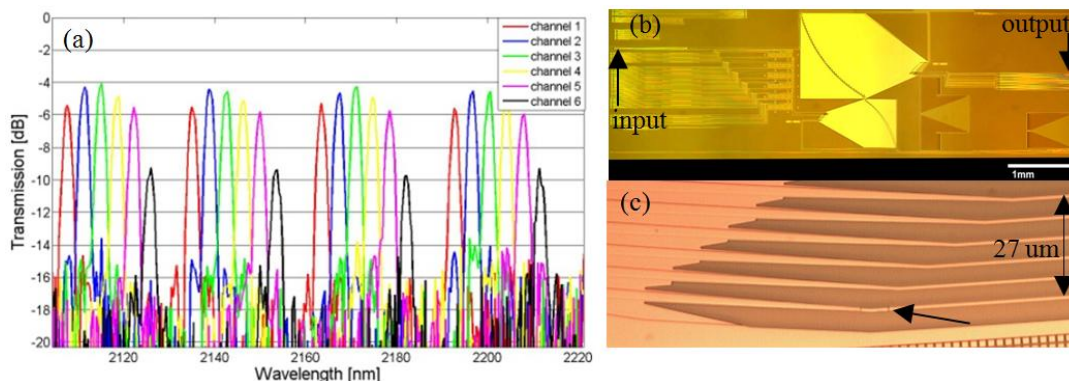 (a)
0
-2
-4
-6
-8
-10
-12
-14
-16
-18
-20
Transmission [dB]
2120
2140
2160
2180
2200
2220
Wavelength [nm]
channel 1
channel 2
channel 3
channel 4
channel 5
channel 6
(b)
output
input
1mm
(c)
27 um